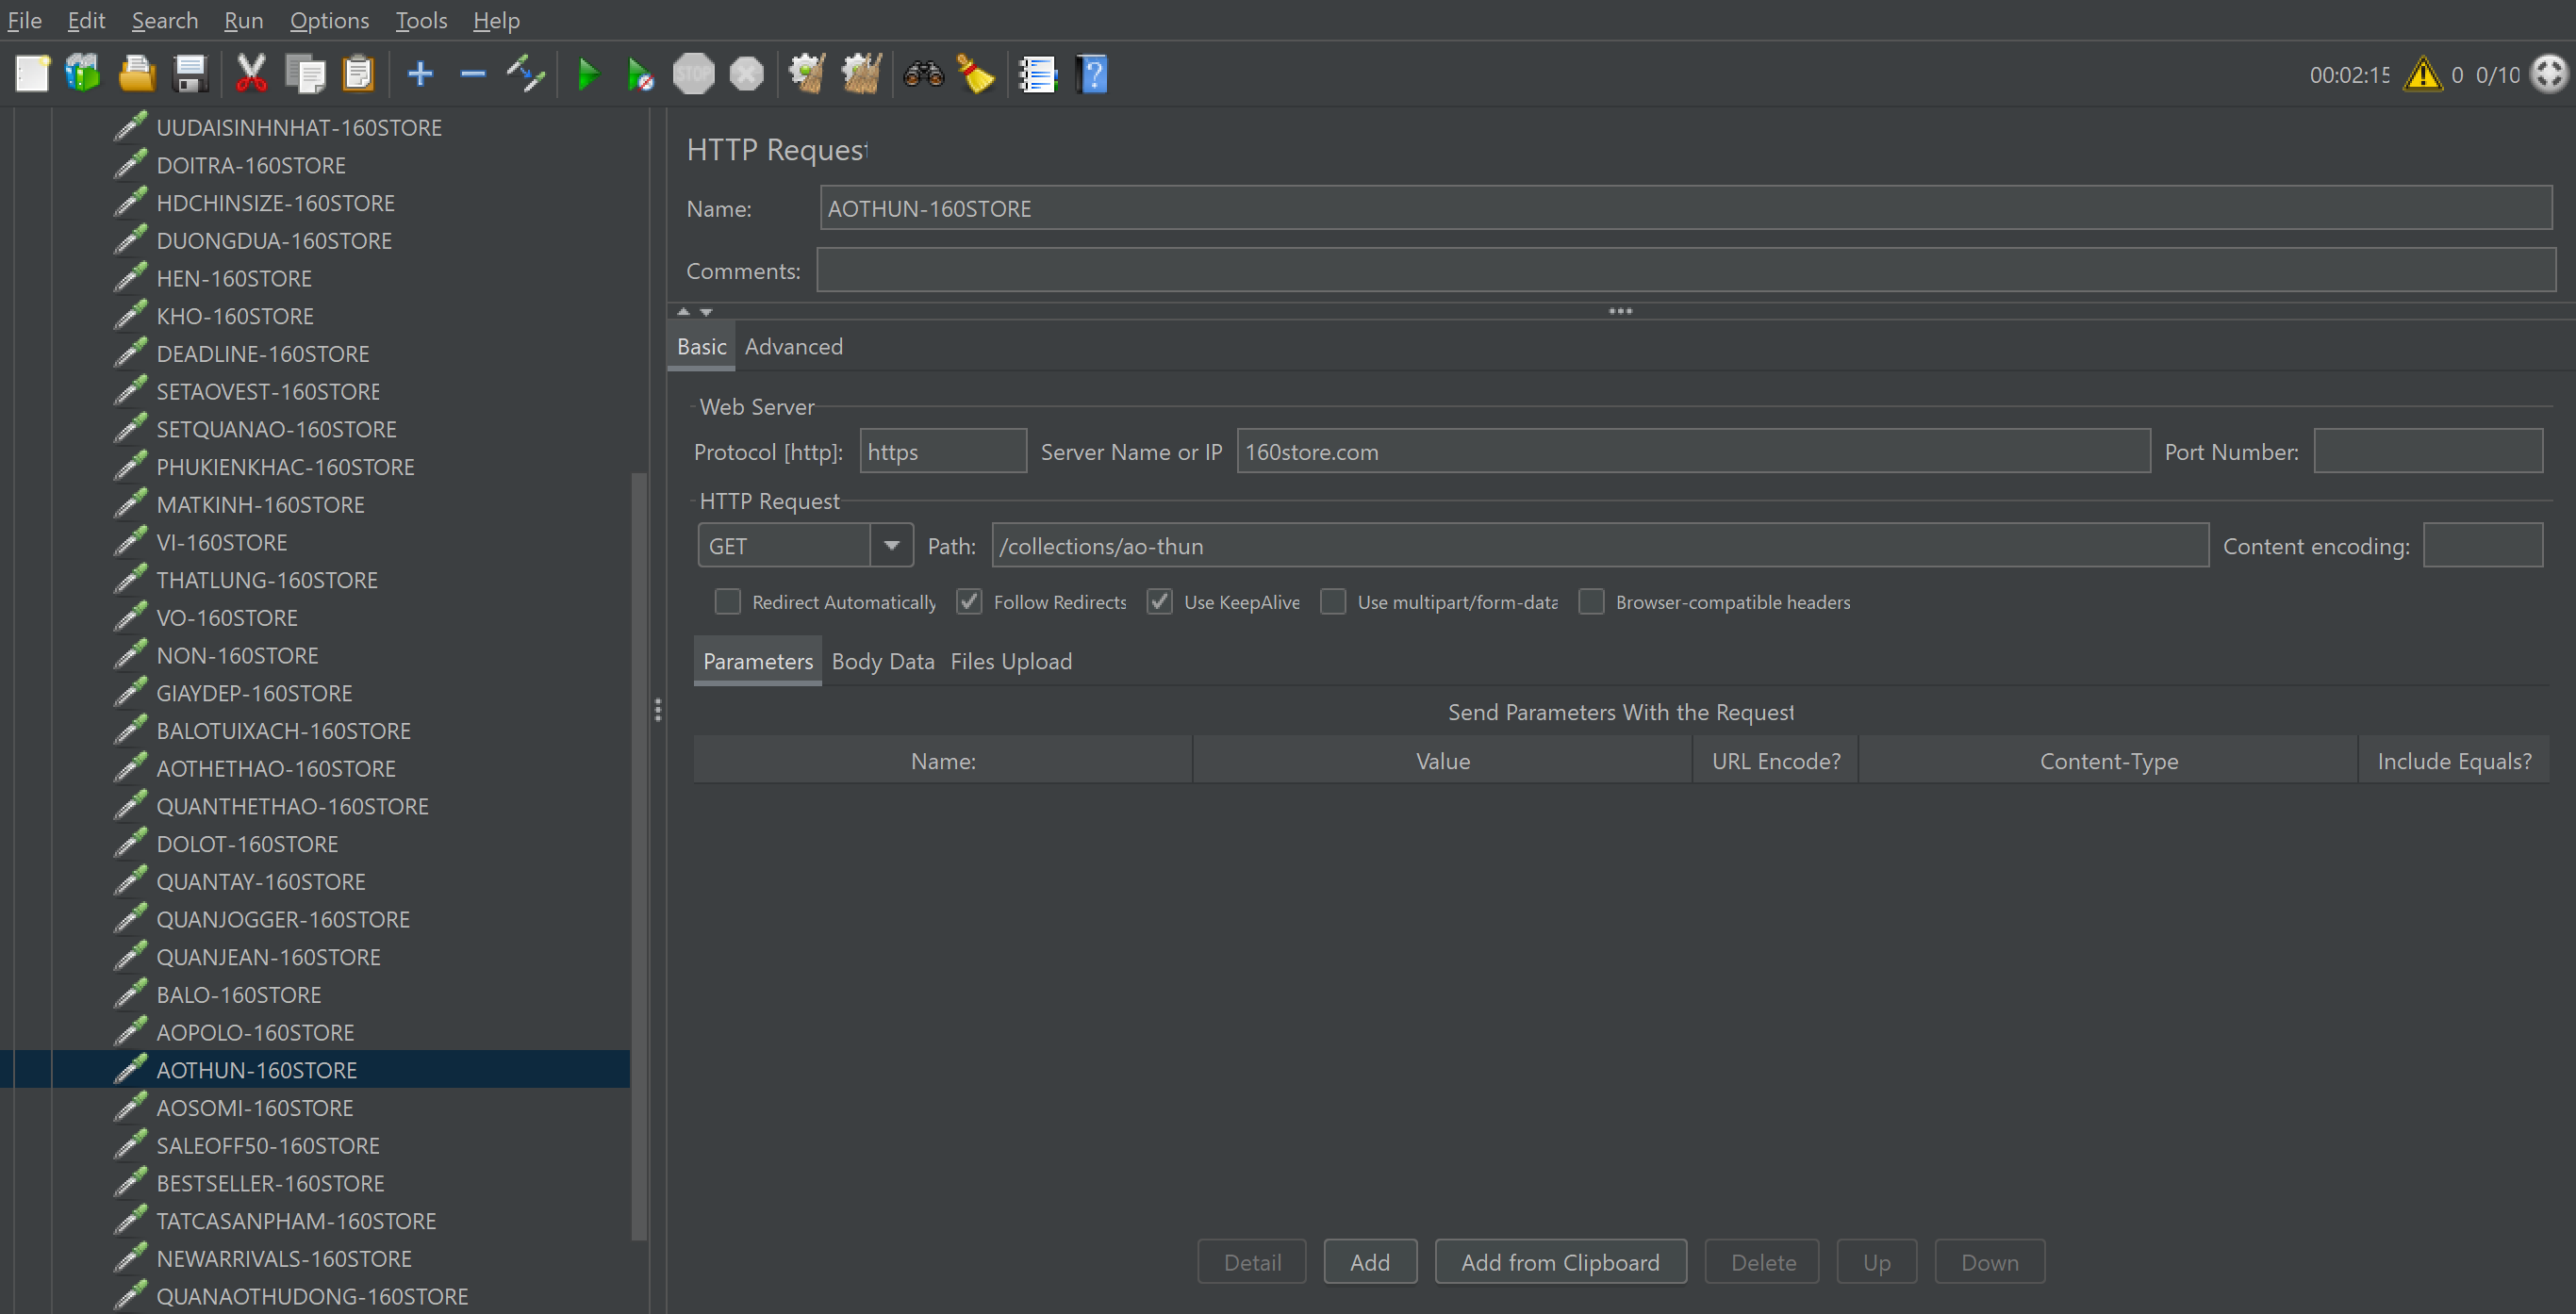 File Edit Search Run Options Tools Help
STOP
00:02:15 0 0/10
UUDAISINHNHAT-160STORE
DOITRA-160STORE
HDCHINSIZE-160STORE
DUONGDUA-160STORE
HEN-160STORE
KHO-160STORE
DEADLINE-160STORE
SETAOVEST-160STORE
SETQUANAO-160STORE
PHUKIENKHAC-160STORE
MATKINH-160STORE
VI-160STORE
THATLUNG-160STORE
VO-160STORE
NON-160STORE
GIAYDEP-160STORE
BALOTUIXACH-160STORE
AOTHETHAO-160STORE
QUANTHETHAO-160STORE
DOLOT-160STORE
QUANTAY-160STORE
QUANJOGGER-160STORE
QUANJEAN-160STORE
BALO-160STORE
AOPOLO-160STORE
AOTHUN-160STORE
AOSOMI-160STORE
SALEOFF50-160STORE
BESTSELLER-160STORE
TATCASANPHAM-160STORE
NEWARRIVALS-160STORE
QUANAOTHUDONG-160STORE
HTTP Request
Name: AOTHUN-160STORE
Comments:
Basic Advanced
Web Server
Protocol [http]: https Server Name or IP 160store.com Port Number:
HTTP Request
GET Path: /collections/ao-thun Content encoding:
Redirect Automatically Follow Redirects Use KeepAlive Use multipart/form-data Browser-compatible headers
Parameters Body Data Files Upload
Send Parameters With the Request
Name: Value URL Encode? Content-Type Include Equals?
Detail Add Add from Clipboard Delete Up Down